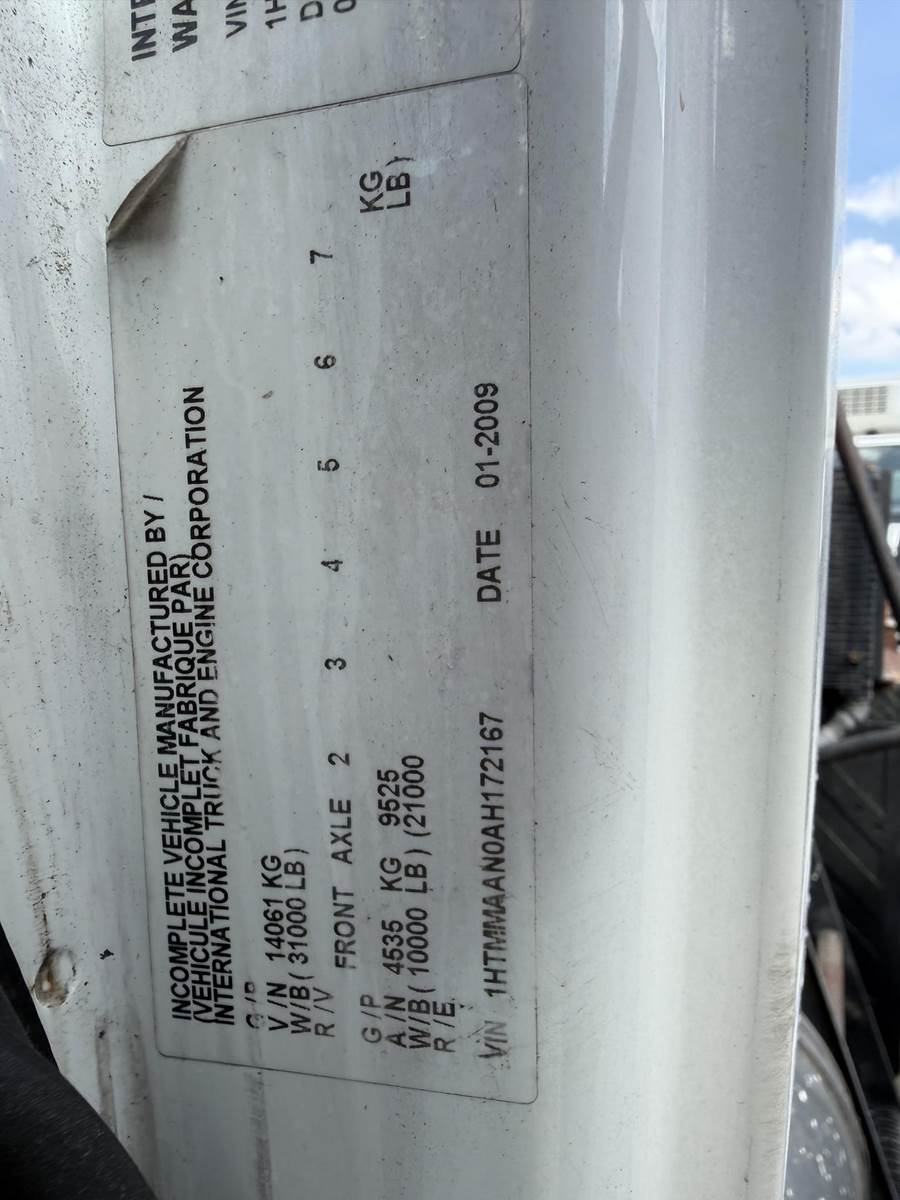 INCOMPLETE VEHICLE MANUFACTURED BY /
(VEHICULE INCOMPLET FABRIQUE PAR)
INTERNATIONAL TRUCK AND ENGINE CORPORATION
G /P
V / N 14061 KG
W/B ( 31000 LB )
R / V
FRONT AXLE 2 3 4 5 6 7
G / P
A / N 4535 KG 9525 KG
W/B ( 10000 LB ) (21000 LB )
R / E
VIN 1HTMMAAN0AH172167 DATE 01-2009
VIN
1H